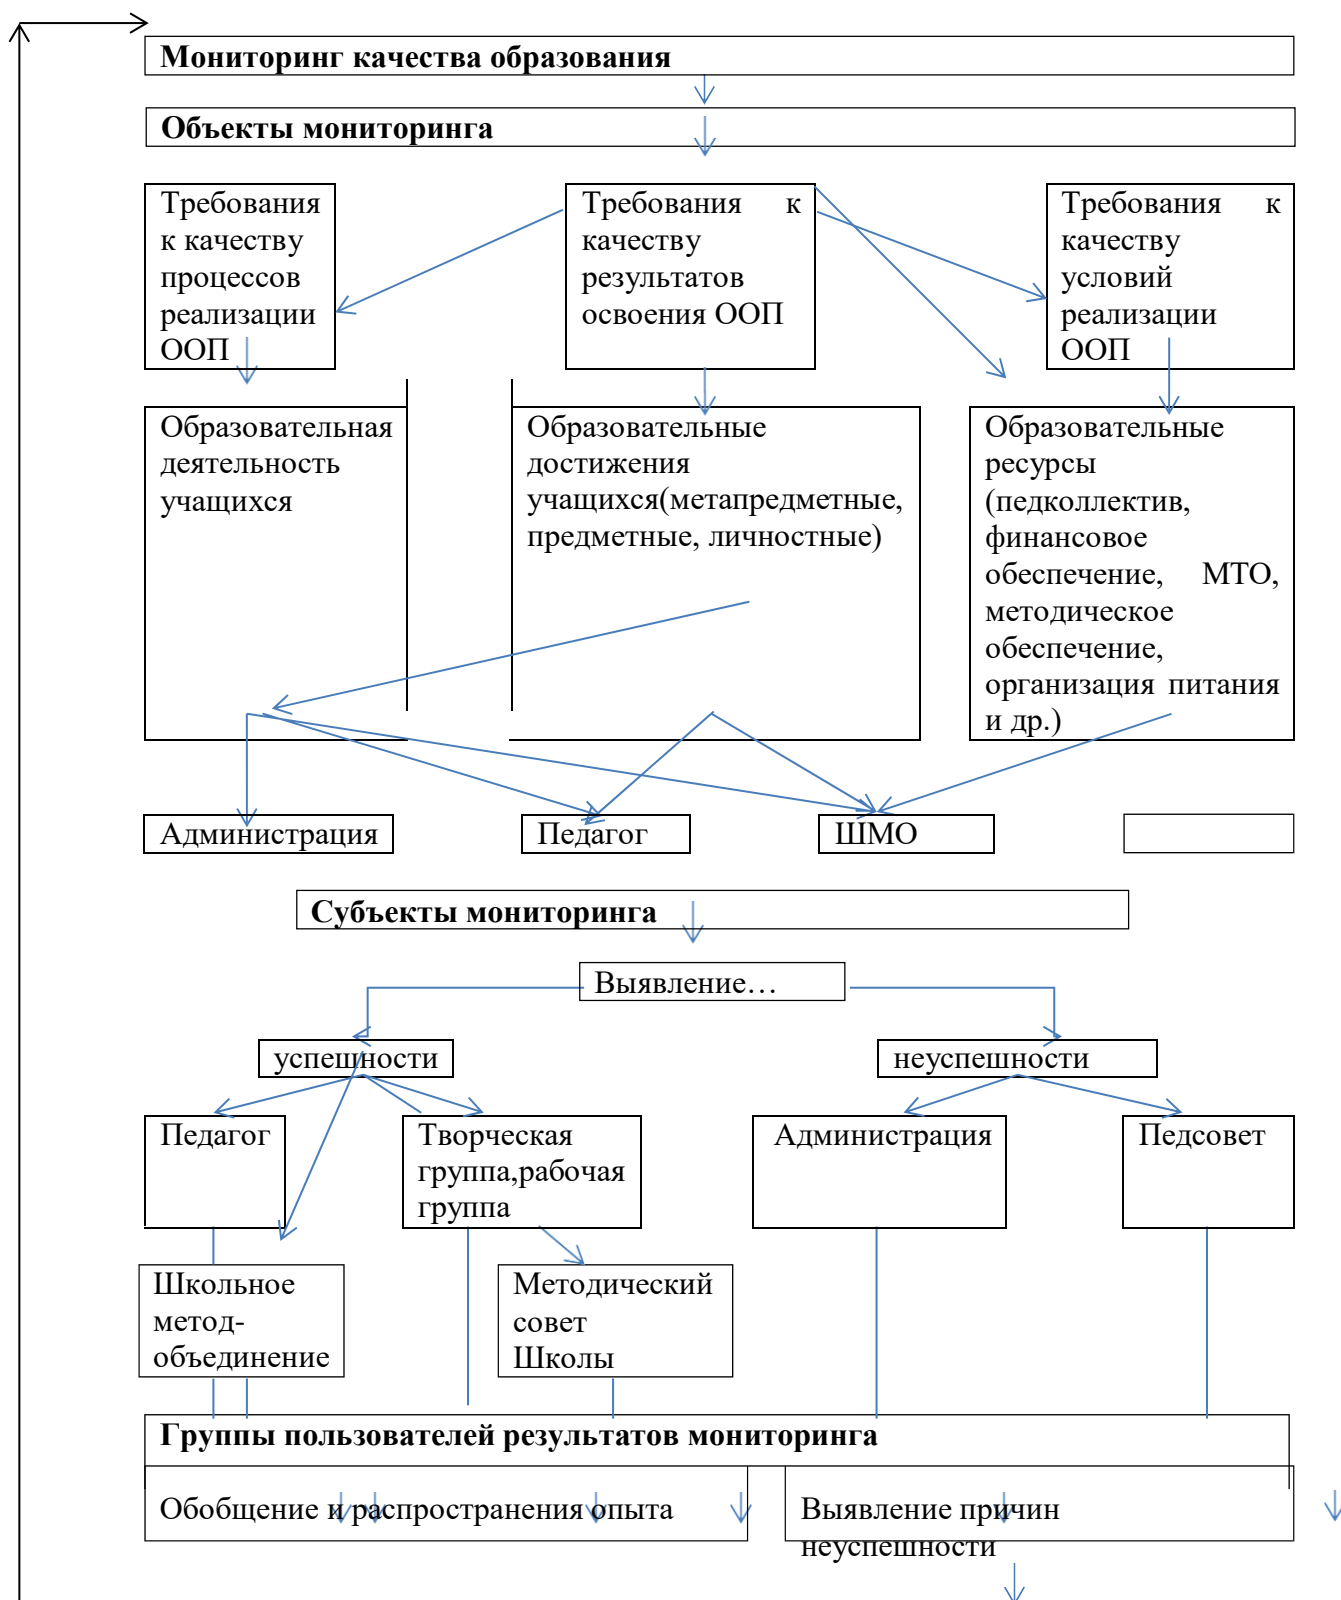 Мониторинг качества образования
Объекты мониторинга
Требования
к качеству
процессов
реализации
ООП
Требования к
качеству
результатов
освоения ООП
Требования к
качеству
условий
реализации
ООП
Образовательная
деятельность
учащихся
Образовательные
достижения
учащихся(метапредметные,
предметные, личностные)
Образовательные
ресурсы
(педколлектив,
финансовое
обеспечение, МТО,
методическое
обеспечение,
организация питания
и др.)
Администрация
Педагог
ШМО
Субъекты мониторинга
Выявление…
успешности
неуспешности
Педагог
Творческая
группа,рабочая
группа
Администрация
Педсовет
Школьное
метод-
объединение
Методический
совет
Школы
Группы пользователей результатов мониторинга
Обобщение и распространения опыта
Выявление причин
неуспешности